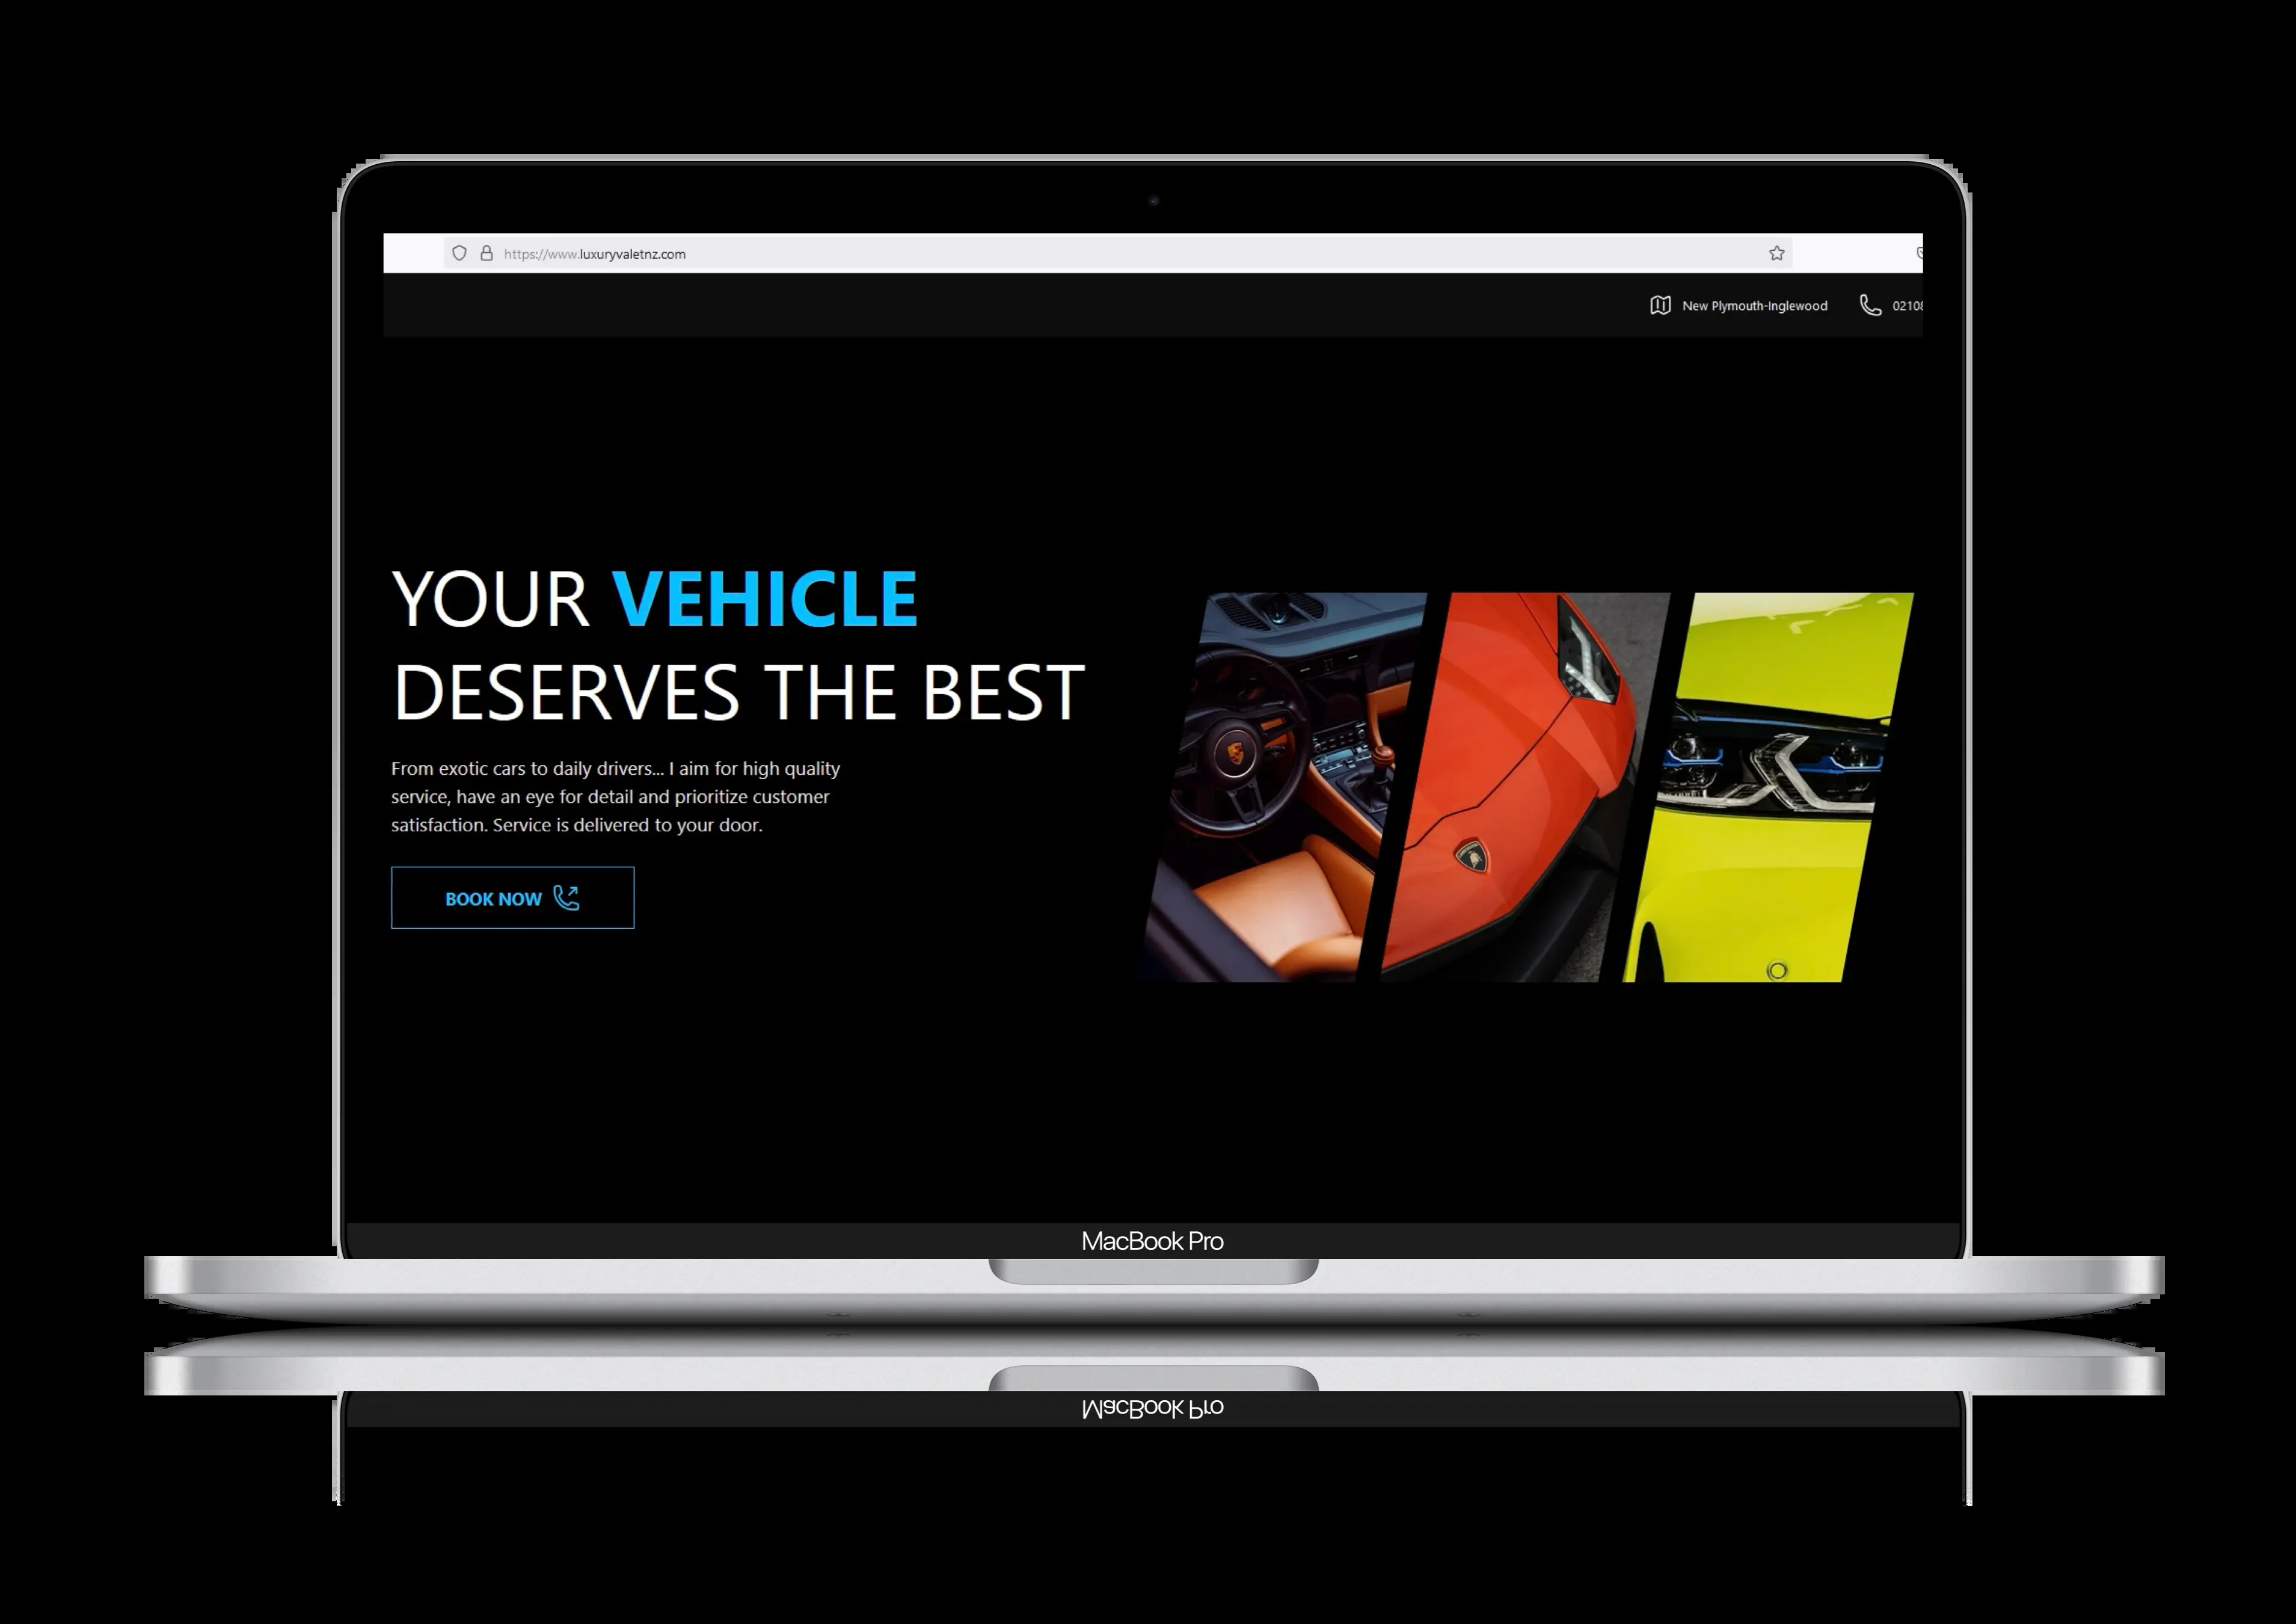 https://www.luxuryvaletnz.com
New Plymouth-Inglewood 02108
YOUR VEHICLE
DESERVES THE BEST
From exotic cars to daily drivers... I aim for high quality
service, have an eye for detail and prioritize customer
satisfaction. Service is delivered to your door.
BOOK NOW
MacBook Pro
MacBook Pro